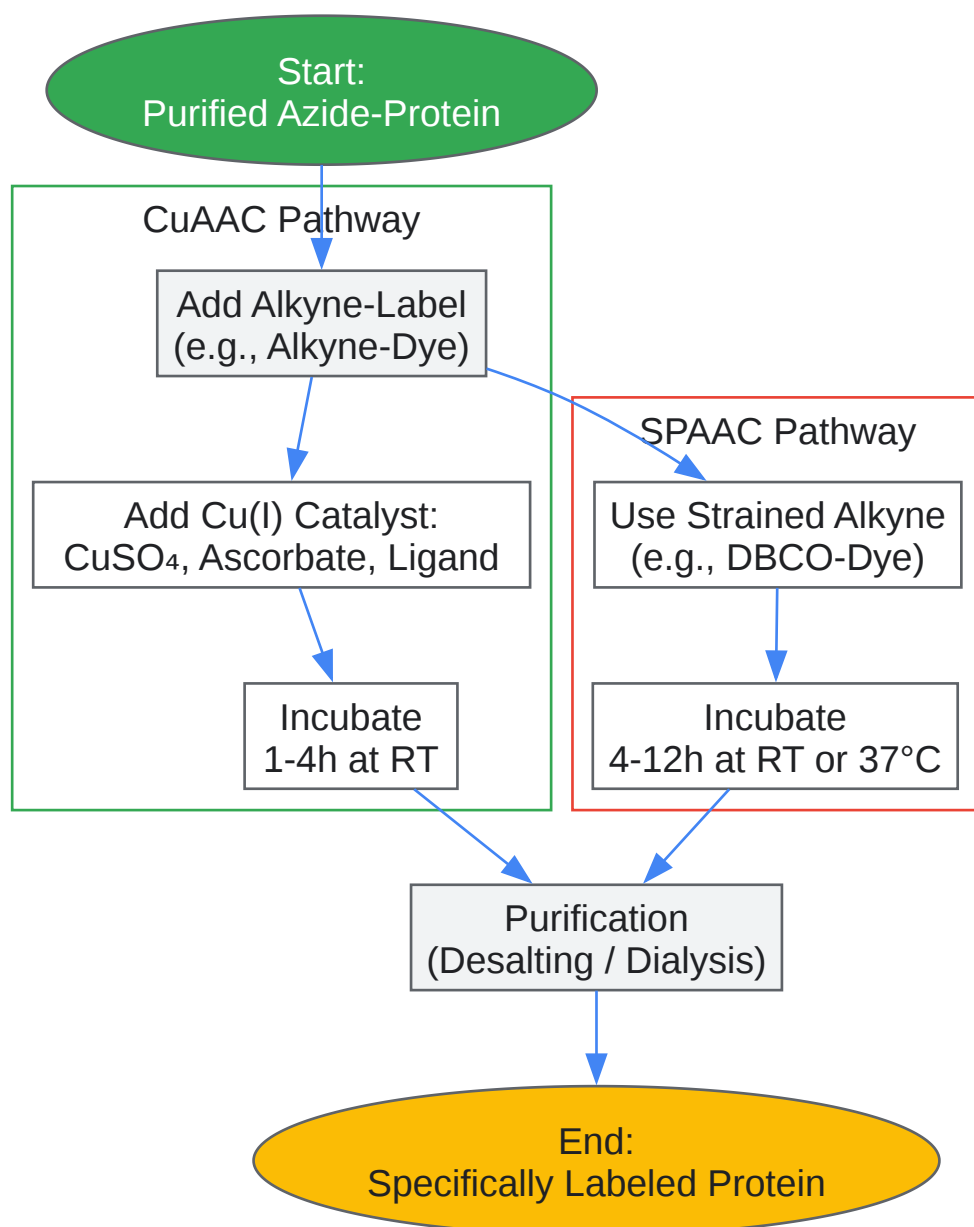 Start:
Purified Azide-Protein
CuAAC Pathway
Add Alkyne-Label
(e.g., Alkyne-Dye)
SPAAC Pathway
Add Cu(I) Catalyst:
CuSO₄, Ascorbate, Ligand
Use Strained Alkyne
(e.g., DBCO-Dye)
Incubate
1-4h at RT
Incubate
4-12h at RT or 37°C
Purification
(Desalting / Dialysis)
End:
Specifically Labeled Protein